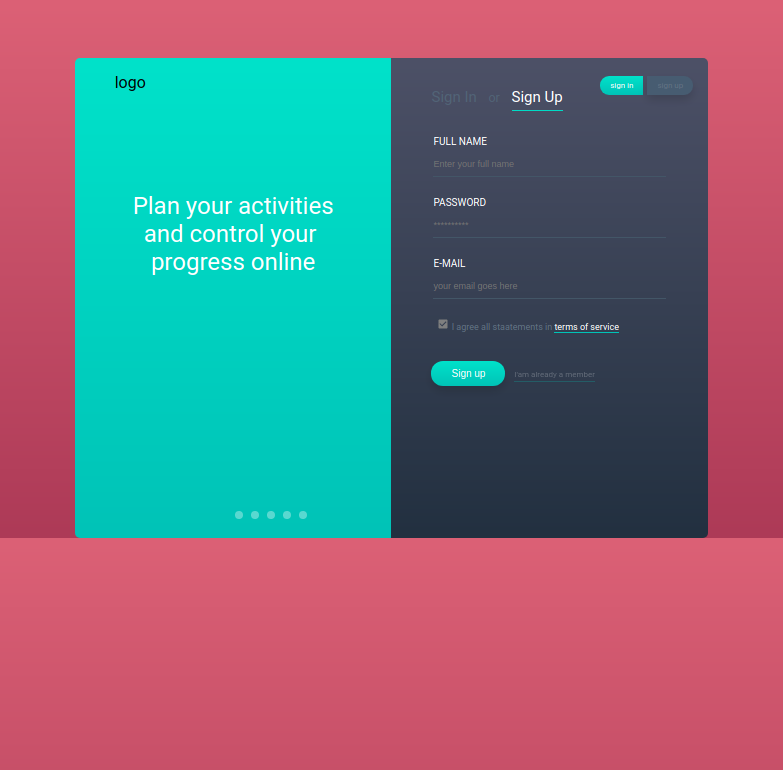 logo
Plan your activities
and control your
progress online
sign in
sign up
Sign In or Sign Up
FULL NAME
Enter your full name
PASSWORD
**********
E-MAIL
your email goes here
I agree all staatements in terms of service
Sign up
I'am already a member